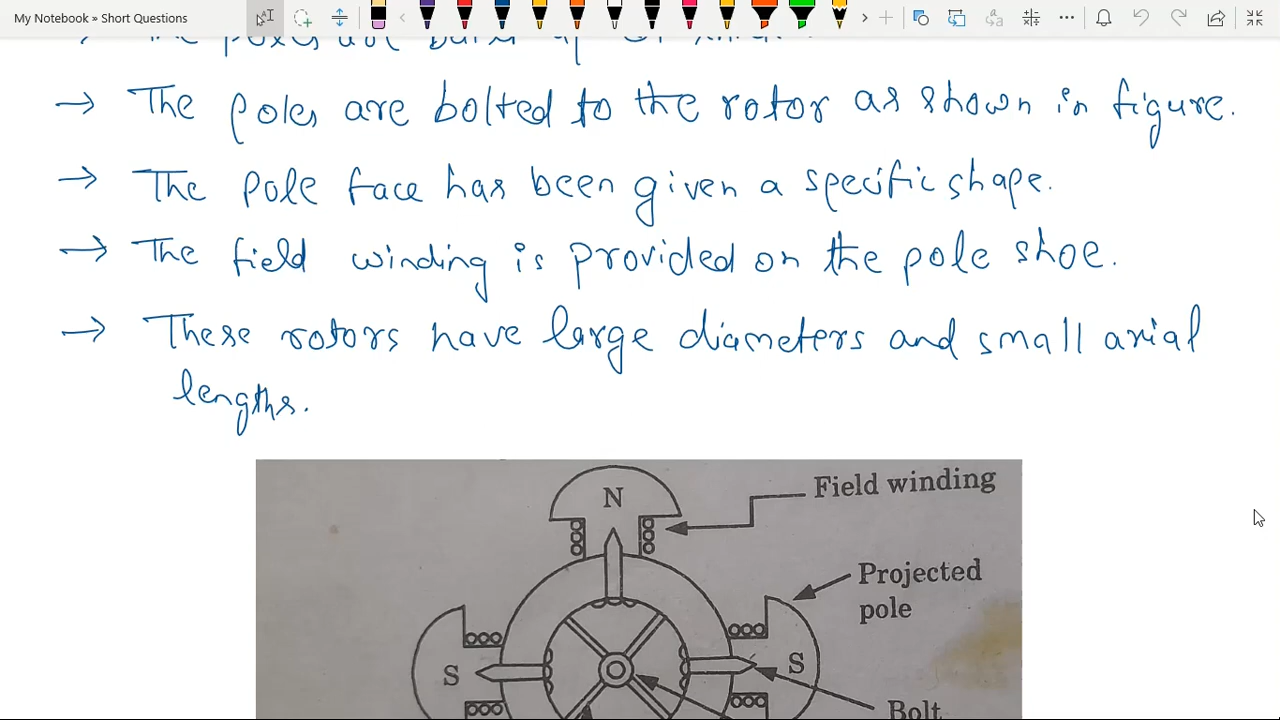 My Notebook » Short Questions
→ The poles are bolted to the rotor as shown in figure.
→ The pole face has been given a specific shape.
→ The field winding is provided on the pole shoe.
→ These rotors have large diameters and small axial
lengths.
N
Field winding
Projected
pole
S
S
Bolt